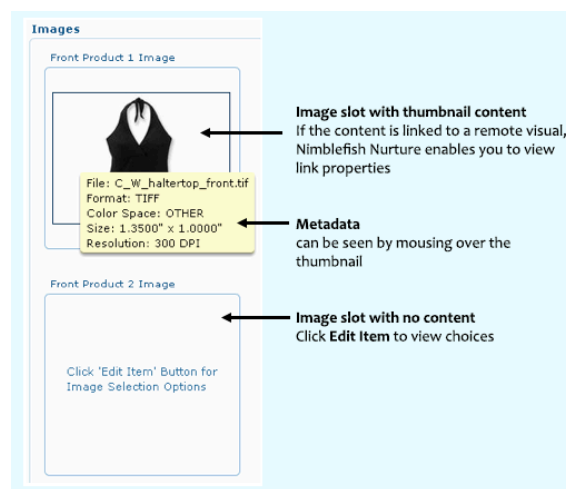 Images
Front Product 1 Image
File: C_W_haltertop_front.tif
Format: TIFF
Color Space: OTHER
Size: 1.3500" x 1.0000"
Resolution: 300 DPI
Image slot with thumbnail content
If the content is linked to a remote visual,
Nimblefish Nurture enables you to view
link properties
Metadata
can be seen by mousing over the
thumbnail
Front Product 2 Image
Click 'Edit Item' Button for
Image Selection Options
Image slot with no content
Click Edit Item to view choices